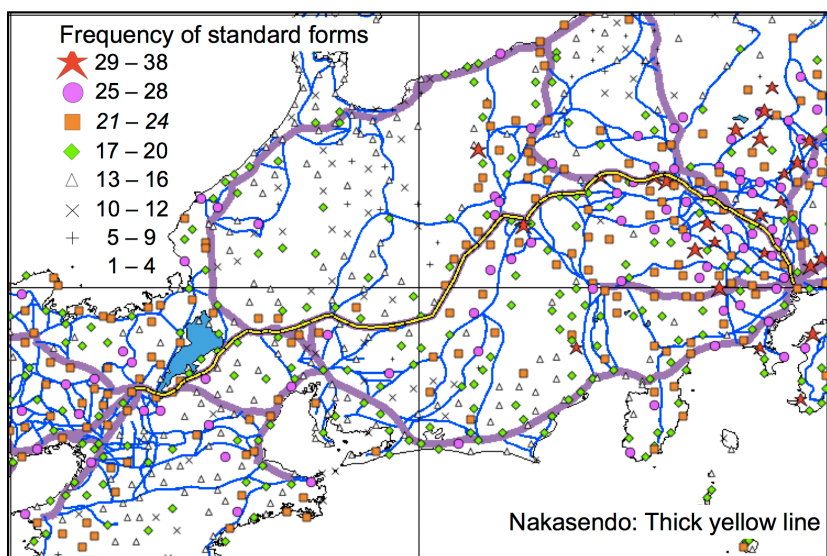 Frequency of standard forms
29 – 38
25 – 28
21 – 24
17 – 20
13 – 16
10 – 12
5 – 9
1 – 4
Nakasendo: Thick yellow line